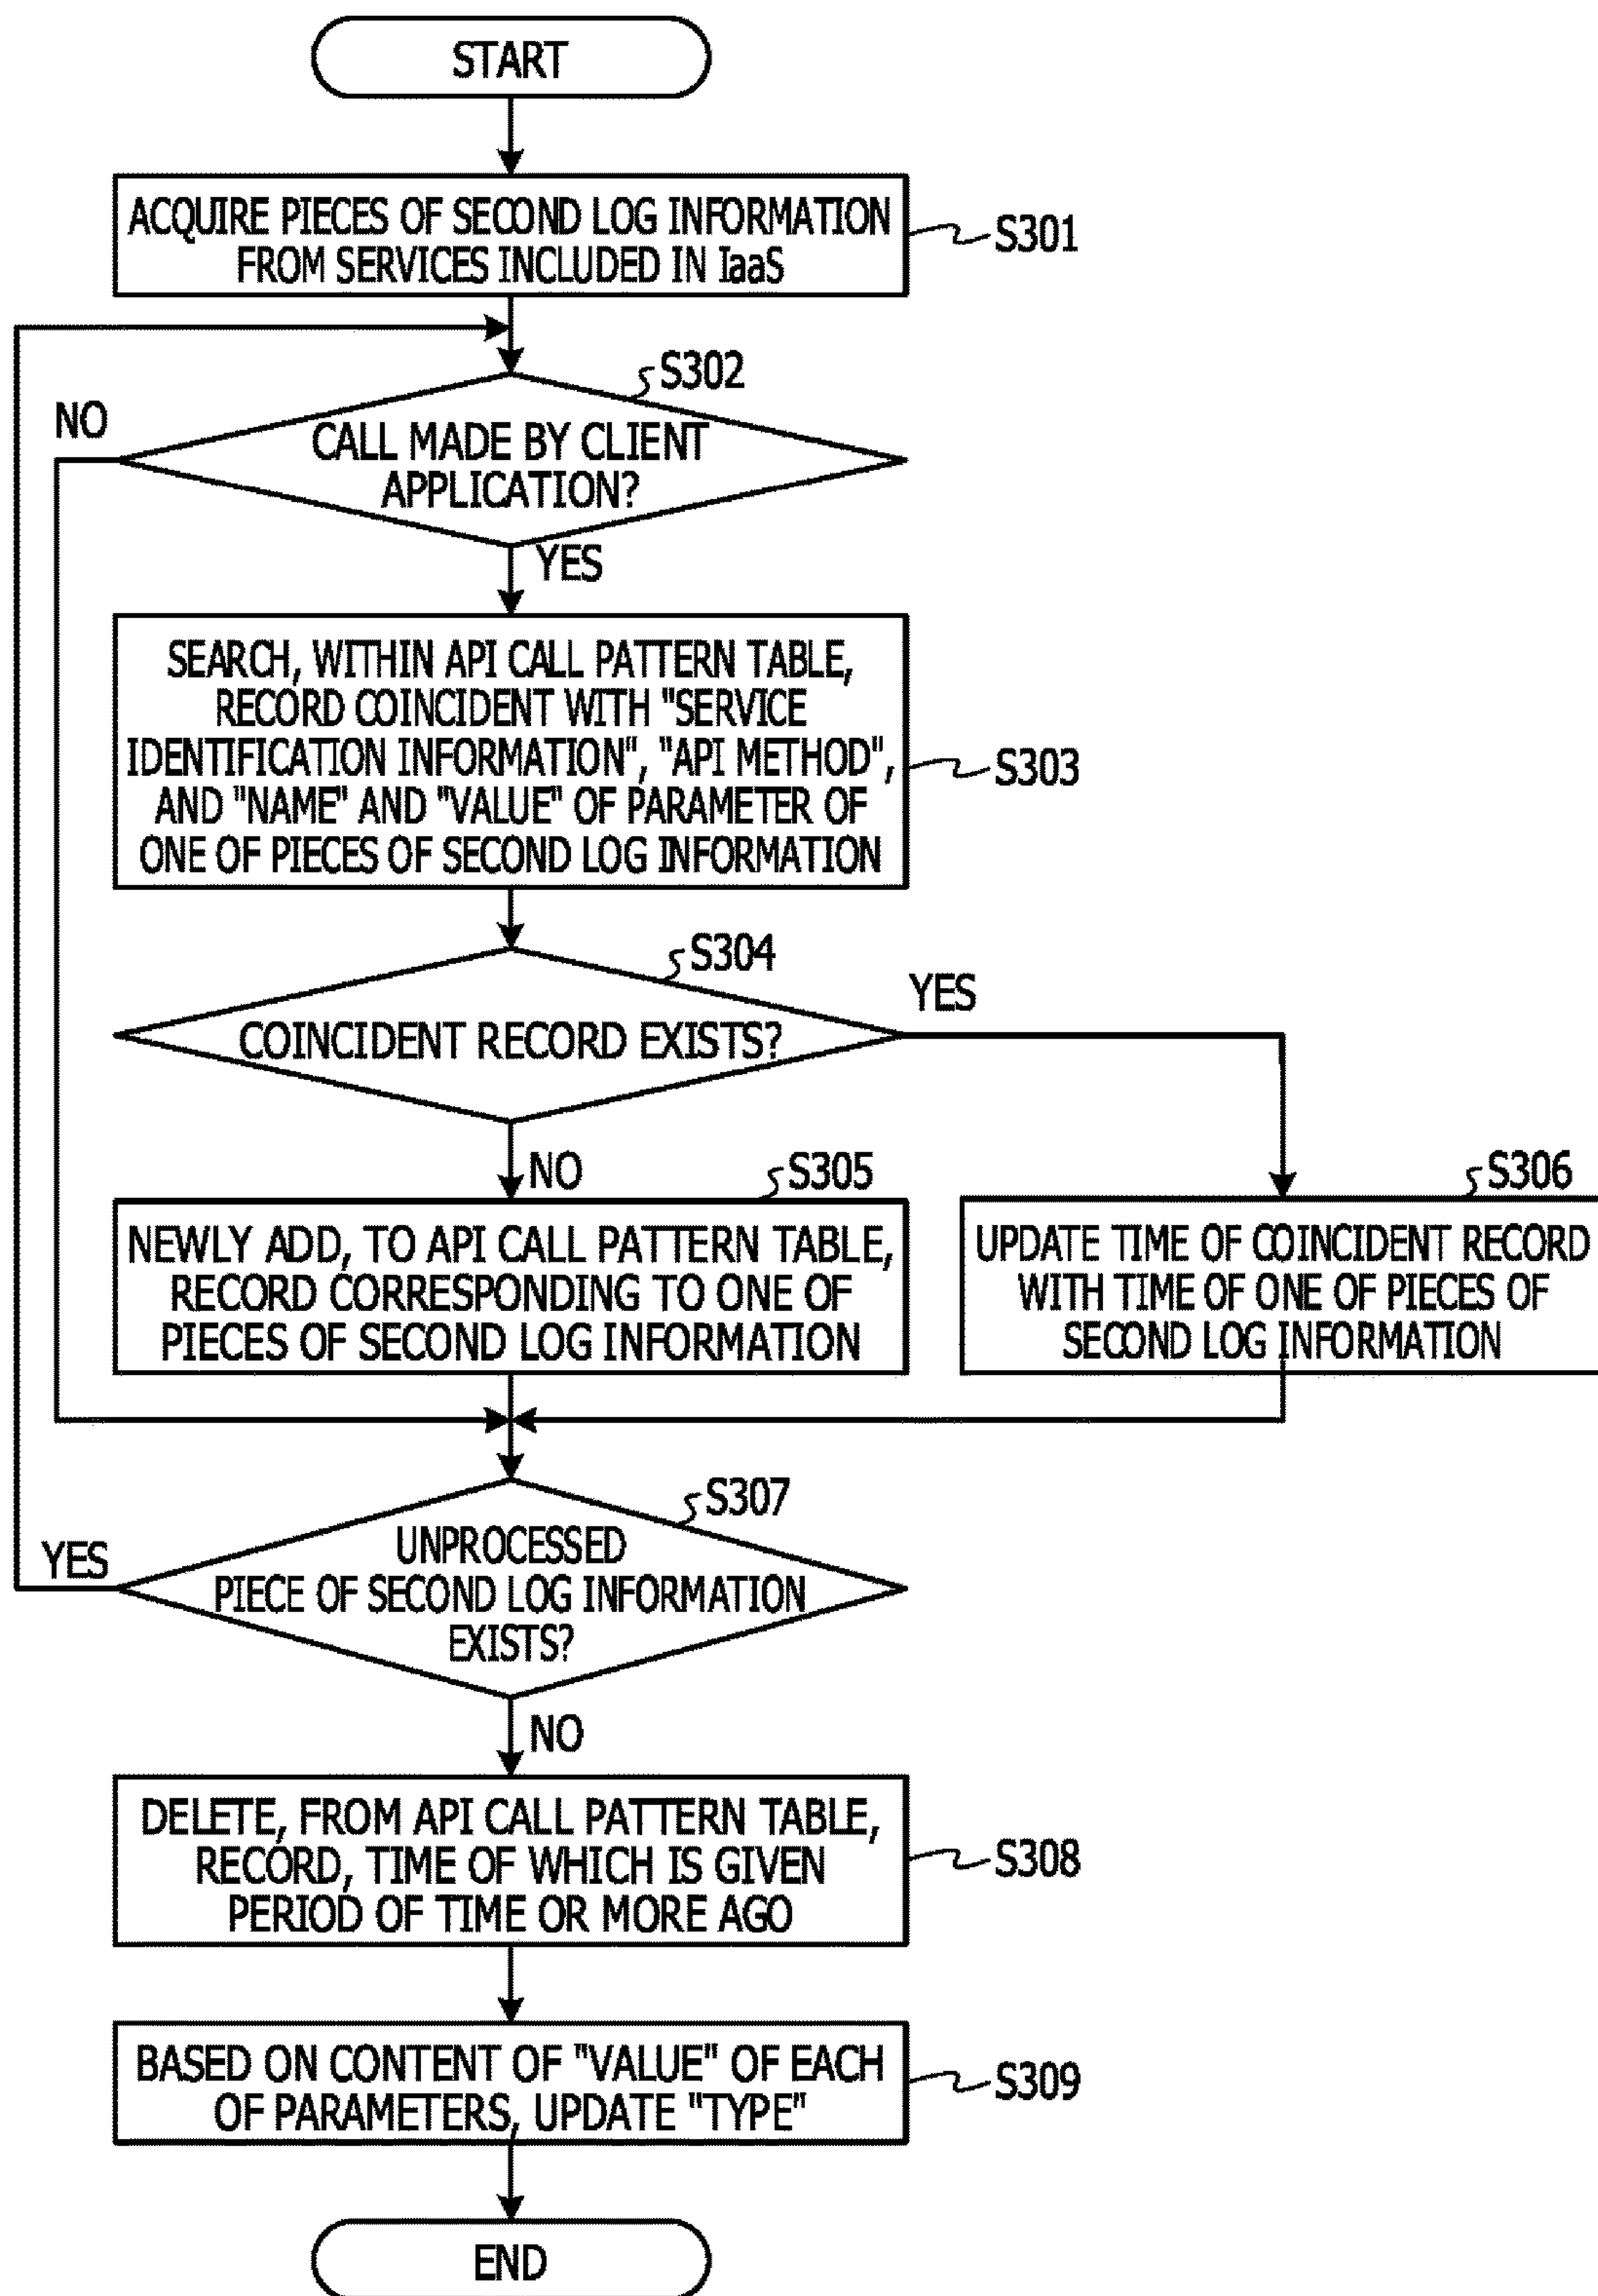 START
ACQUIRE PIECES OF SECOND LOG INFORMATION
FROM SERVICES INCLUDED IN IaaS
S301
S302
NO
CALL MADE BY CLIENT
APPLICATION?
YES
SEARCH, WITHIN API CALL PATTERN TABLE,
RECORD COINCIDENT WITH "SERVICE
IDENTIFICATION INFORMATION", "API METHOD",
AND "NAME" AND "VALUE" OF PARAMETER OF
ONE OF PIECES OF SECOND LOG INFORMATION
S303
S304
YES
COINCIDENT RECORD EXISTS?
NO
S305
NEWLY ADD, TO API CALL PATTERN TABLE,
RECORD CORRESPONDING TO ONE OF
PIECES OF SECOND LOG INFORMATION
S306
UPDATE TIME OF COINCIDENT RECORD
WITH TIME OF ONE OF PIECES OF
SECOND LOG INFORMATION
S307
YES
UNPROCESSED
PIECE OF SECOND LOG INFORMATION
EXISTS?
NO
DELETE, FROM API CALL PATTERN TABLE,
RECORD, TIME OF WHICH IS GIVEN
PERIOD OF TIME OR MORE AGO
S308
BASED ON CONTENT OF "VALUE" OF EACH
OF PARAMETERS, UPDATE "TYPE"
S309
END